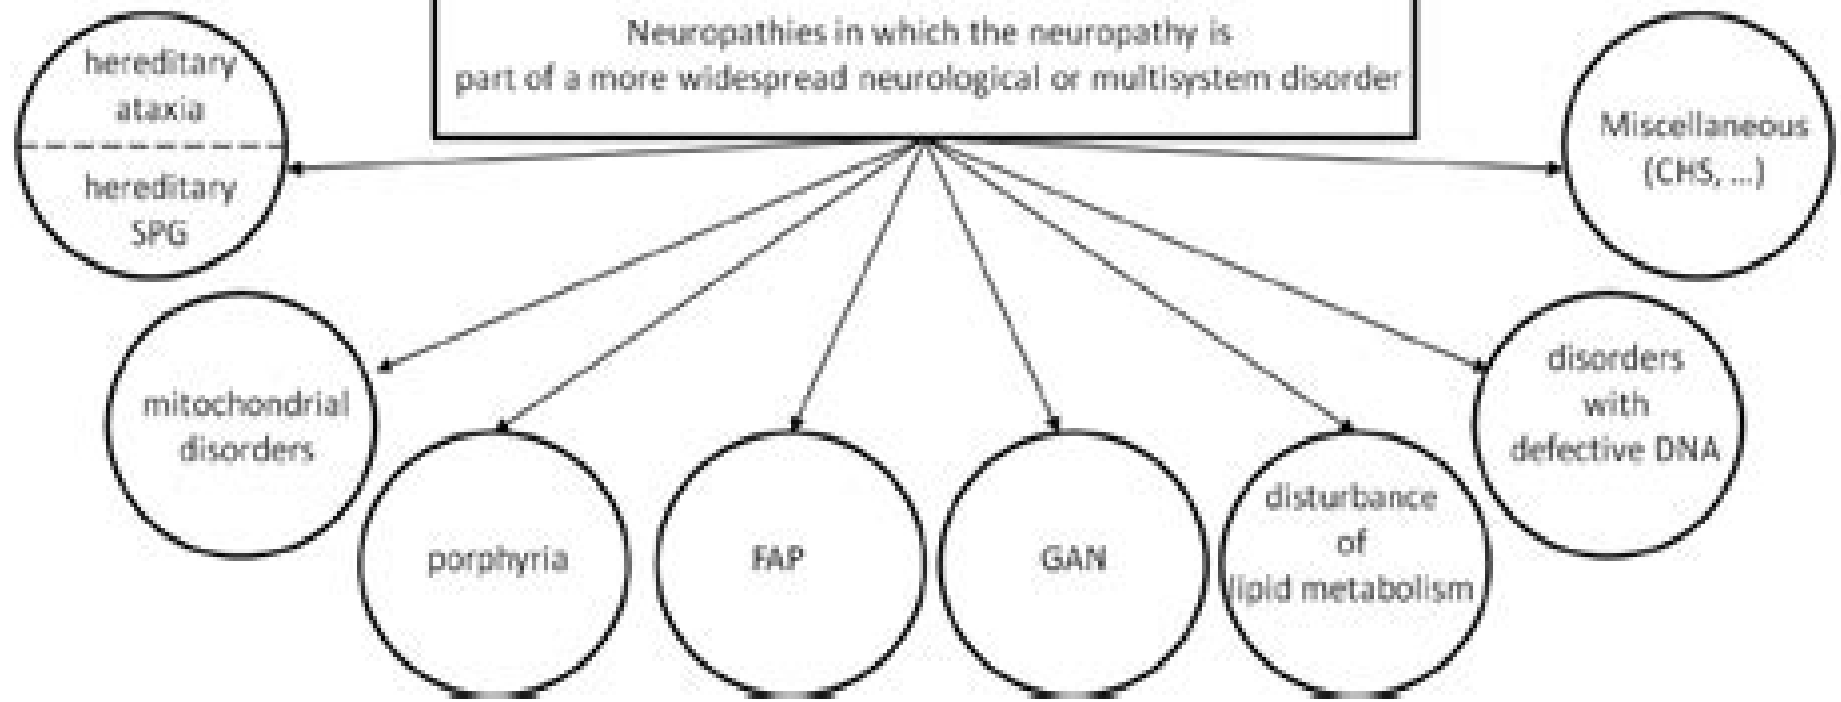 Neuropathies in which the neuropathy is
part of a more widespread neurological or multisystem disorder
hereditary
ataxia
hereditary
SPG
mitochondrial
disorders
porphyria
FAP
GAN
disturbance
of
lipid metabolism
disorders
with
defective DNA
Miscellaneous
(CHS, ...)